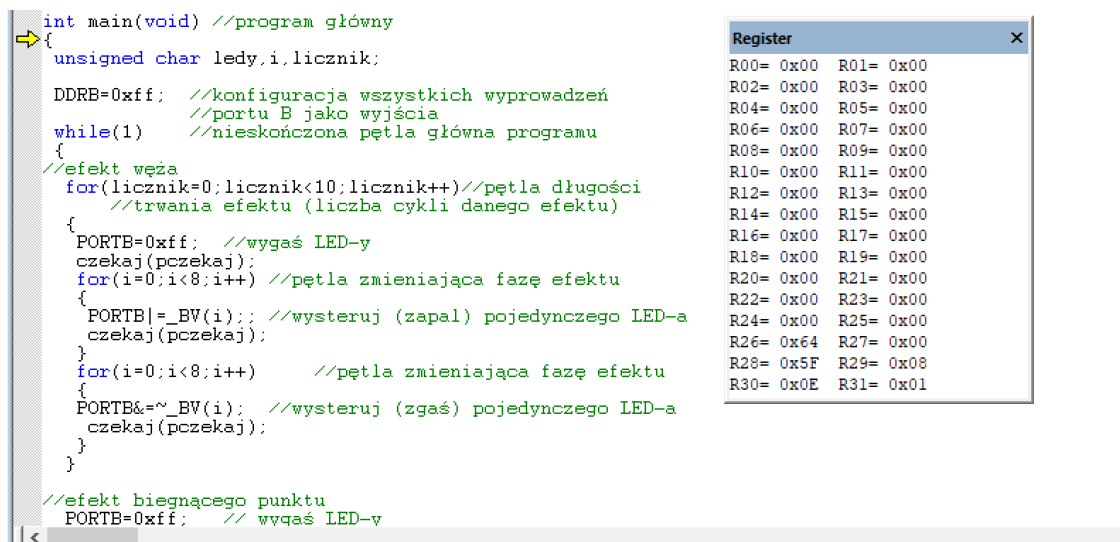 int main(void) //program główny
{
unsigned char ledy,i,licznik;
DDRB=0xff; //konfiguracja wszystkich wyprowadzeń
//portu B jako wyjścia
while(1) //nieskończona pętla główna programu
{
//efekt węża
for(licznik=0;licznik<10;licznik++)//pętla długości
//trwania efektu (liczba cykli danego efektu)
{
PORTB=0xff; //wygaś LED-y
czekaj(pczekaj);
for(i=0;i<8;i++) //pętla zmieniająca fazę efektu
{
PORTB|=_BV(i);; //wysteruj (zapal) pojedynczego LED-a
czekaj(pczekaj);
}
for(i=0;i<8;i++) //pętla zmieniająca fazę efektu
{
PORTB&=~_BV(i); //wysteruj (zgaś) pojedynczego LED-a
czekaj(pczekaj);
}
}
//efekt biegnącego punktu
PORTB=0xff; // wygaś LED-y
Register
R00= 0x00 R01= 0x00
R02= 0x00 R03= 0x00
R04= 0x00 R05= 0x00
R06= 0x00 R07= 0x00
R08= 0x00 R09= 0x00
R10= 0x00 R11= 0x00
R12= 0x00 R13= 0x00
R14= 0x00 R15= 0x00
R16= 0x00 R17= 0x00
R18= 0x00 R19= 0x00
R20= 0x00 R21= 0x00
R22= 0x00 R23= 0x00
R24= 0x00 R25= 0x00
R26= 0x64 R27= 0x00
R28= 0x5F R29= 0x08
R30= 0x0E R31= 0x01